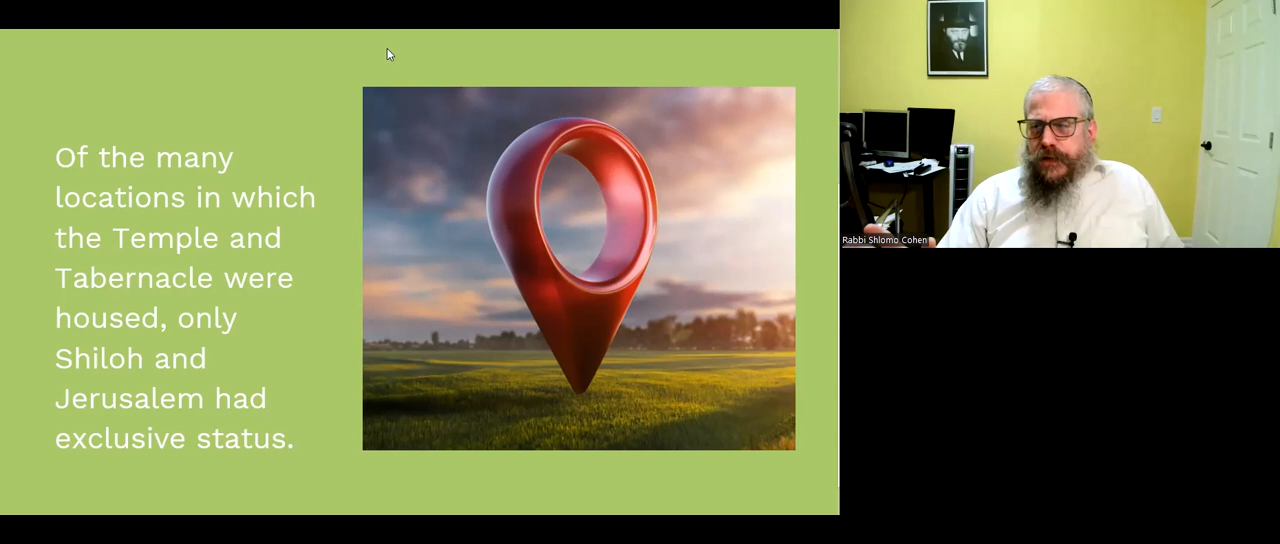 Of the many
locations in which
the Temple and
Tabernacle were
housed, only
Shiloh and
Jerusalem had
exclusive status.
Rabbi Shlomo Cohen